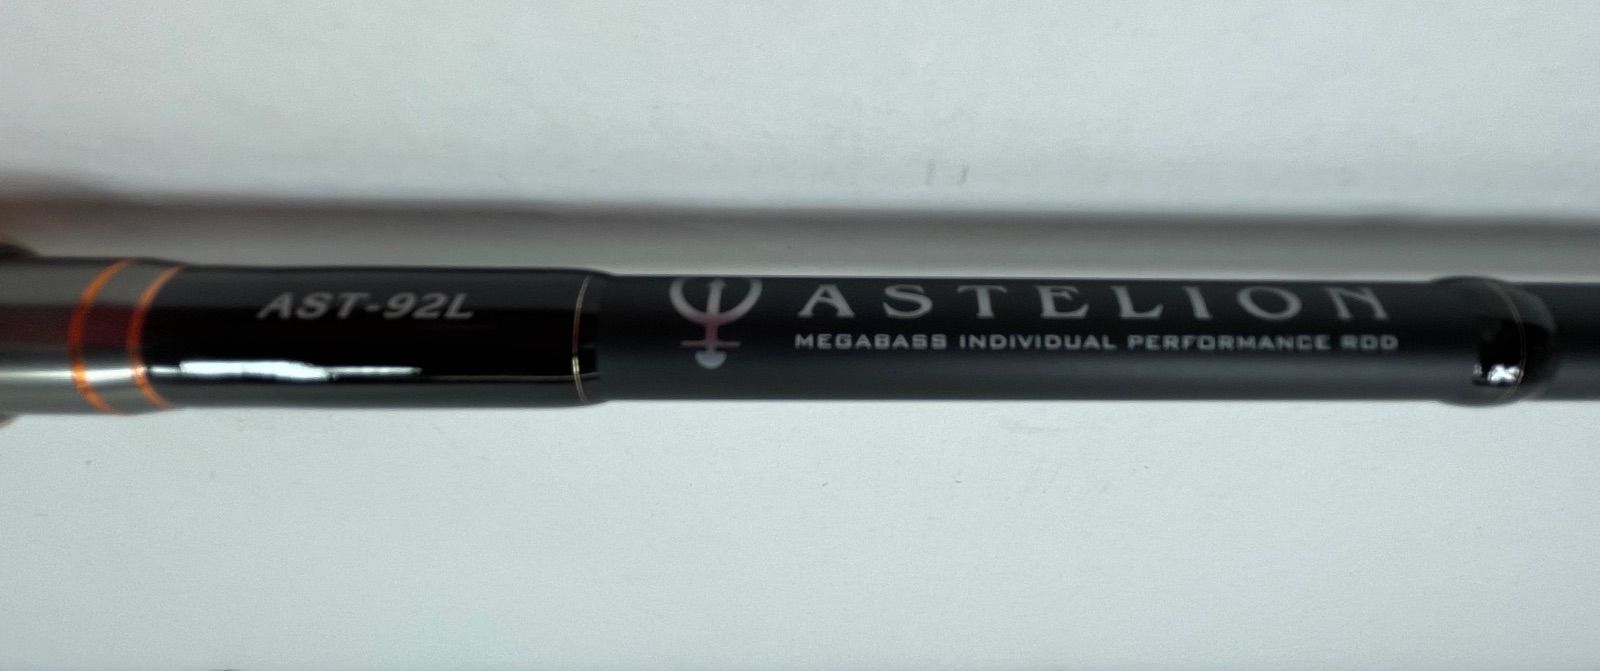 AST-92L
ASTELION
MEGABASS INDIVIDUAL PERFORMANCE ROD